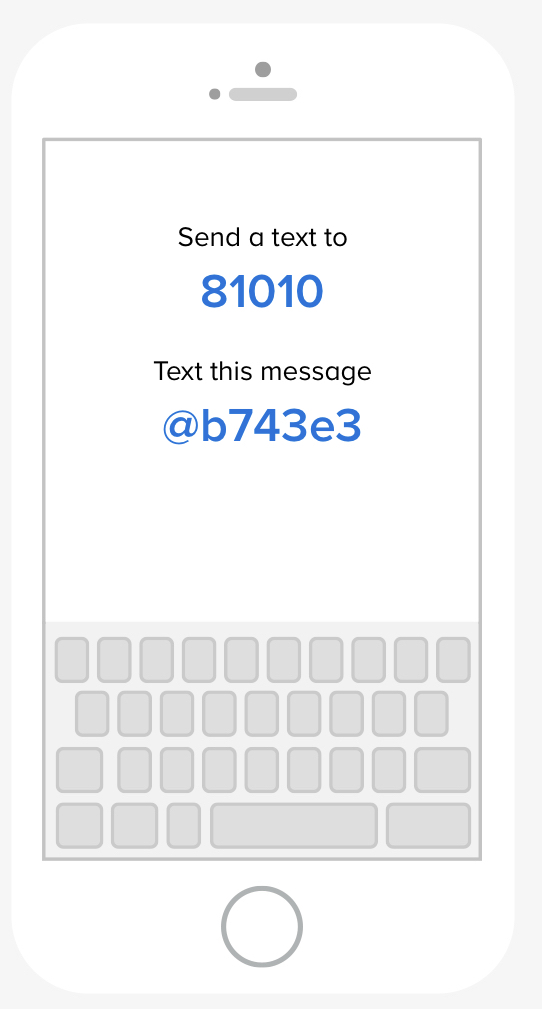 Send a text to
81010
Text this message
@b743e3